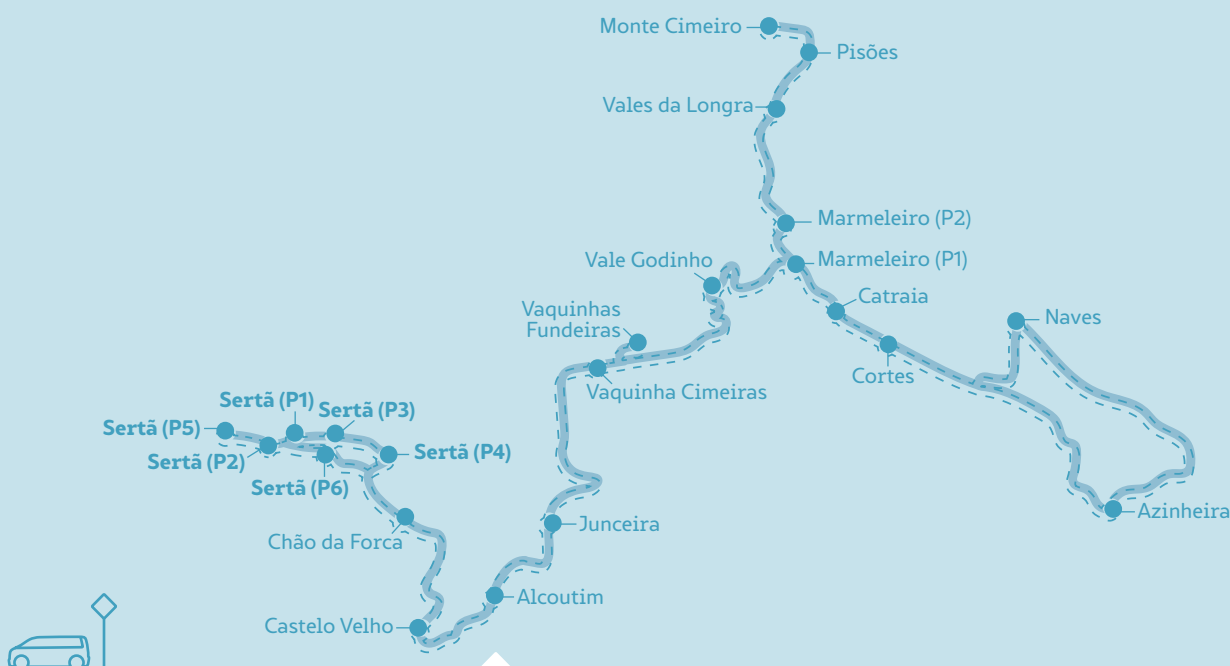 Monte Cimeiro
Pisões
Vales da Longra
Marmeleiro (P2)
Vale Godinho
Marmeleiro (P1)
Catraia
Vaquinhas
Fundeiras
Naves
Cortes
Vaquinha Cimeiras
Sertã (P1)
Sertã (P3)
Sertã (P5)
Sertã (P2)
Sertã (P4)
Sertã (P6)
Azinheira
Junceira
Chão da Forca
Alcoutim
Castelo Velho